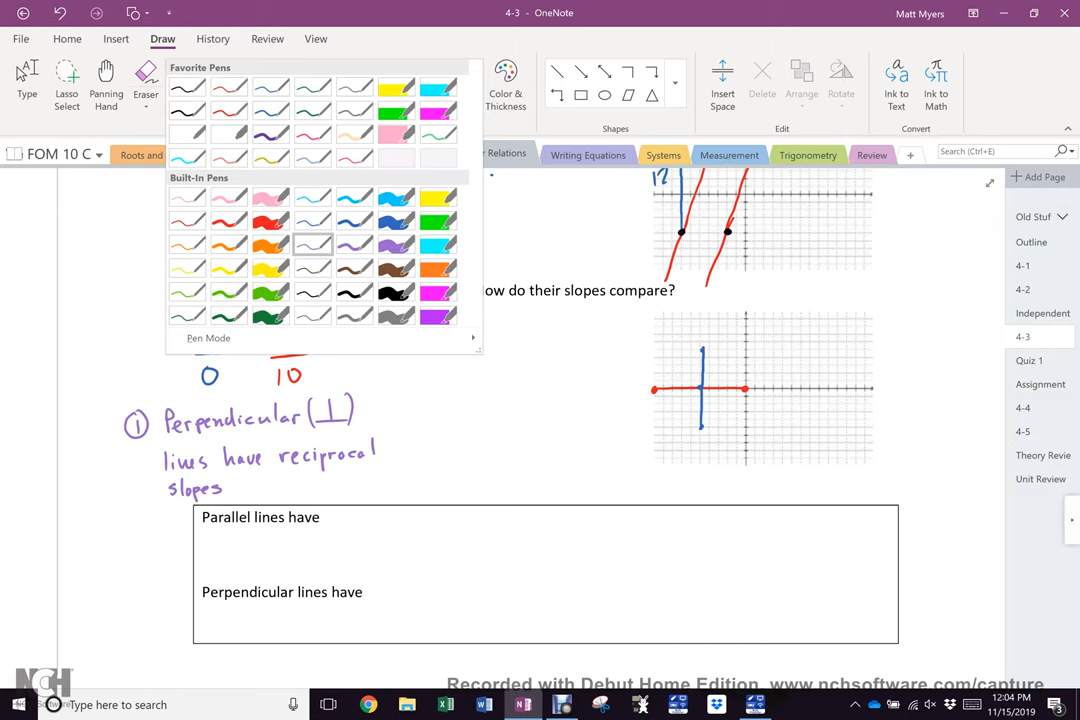 4-3 - OneNote
Matt Myers
File Home Insert Draw History Review View
Type
Lasso Select
Panning Hand
Eraser
Favorite Pens
Built-In Pens
Pen Mode
Color & Thickness
Shapes
Insert Space
Delete
Arrange
Rotate
Edit
Ink to Text
Ink to Math
Convert
FOM 10 C
Roots and
Relations
Writing Equations
Systems
Measurement
Trigonometry
Review
Search (Ctrl+E)
Add Page
Old Stuf
Outline
4-1
4-2
Independent
4-3
Quiz 1
Assignment
4-4
4-5
Theory Revie
Unit Review
12
ow do their slopes compare?
0 10
① Perpendicular (⊥)
lines have reciprocal
slopes
Parallel lines have
Perpendicular lines have
NCH
Recorded with Debut Home Edition www.nchsoftware.com/capture
Type here to search
12:04 PM
11/15/2019
3